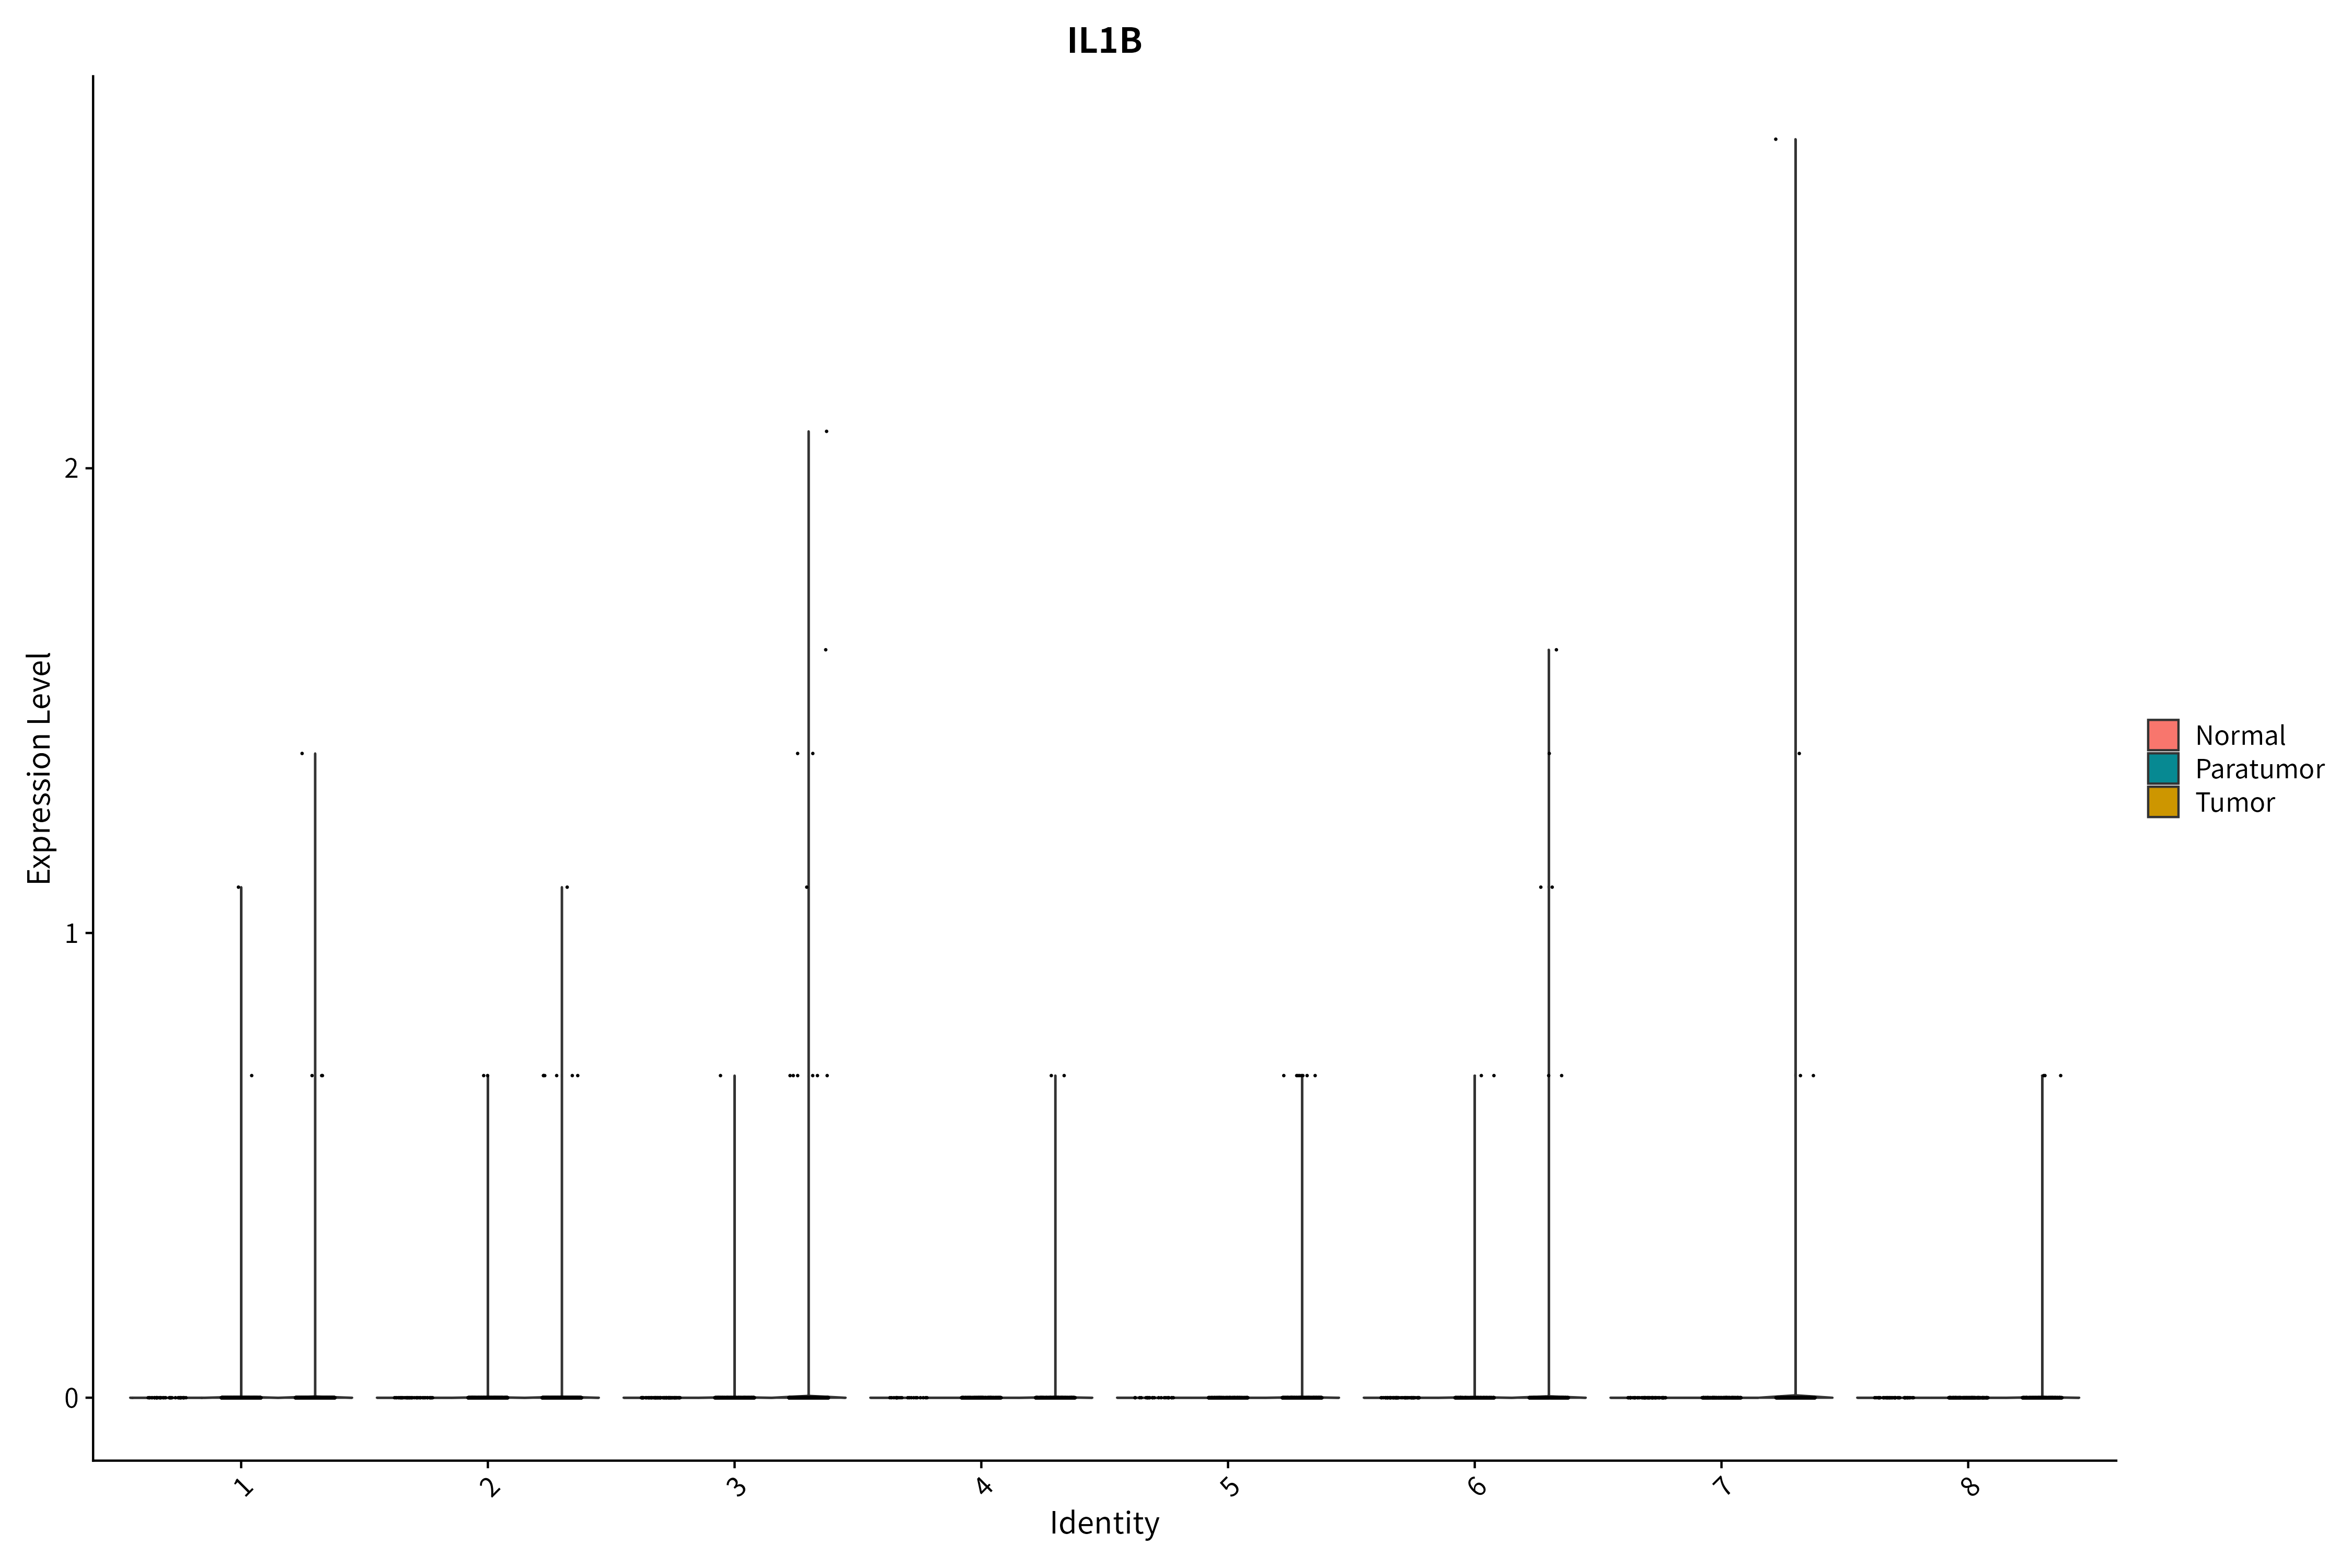 IL1B
Expression Level
2
1
0
1 2 3 4 5 6 7 8
Identity
Normal
Paratumor
Tumor